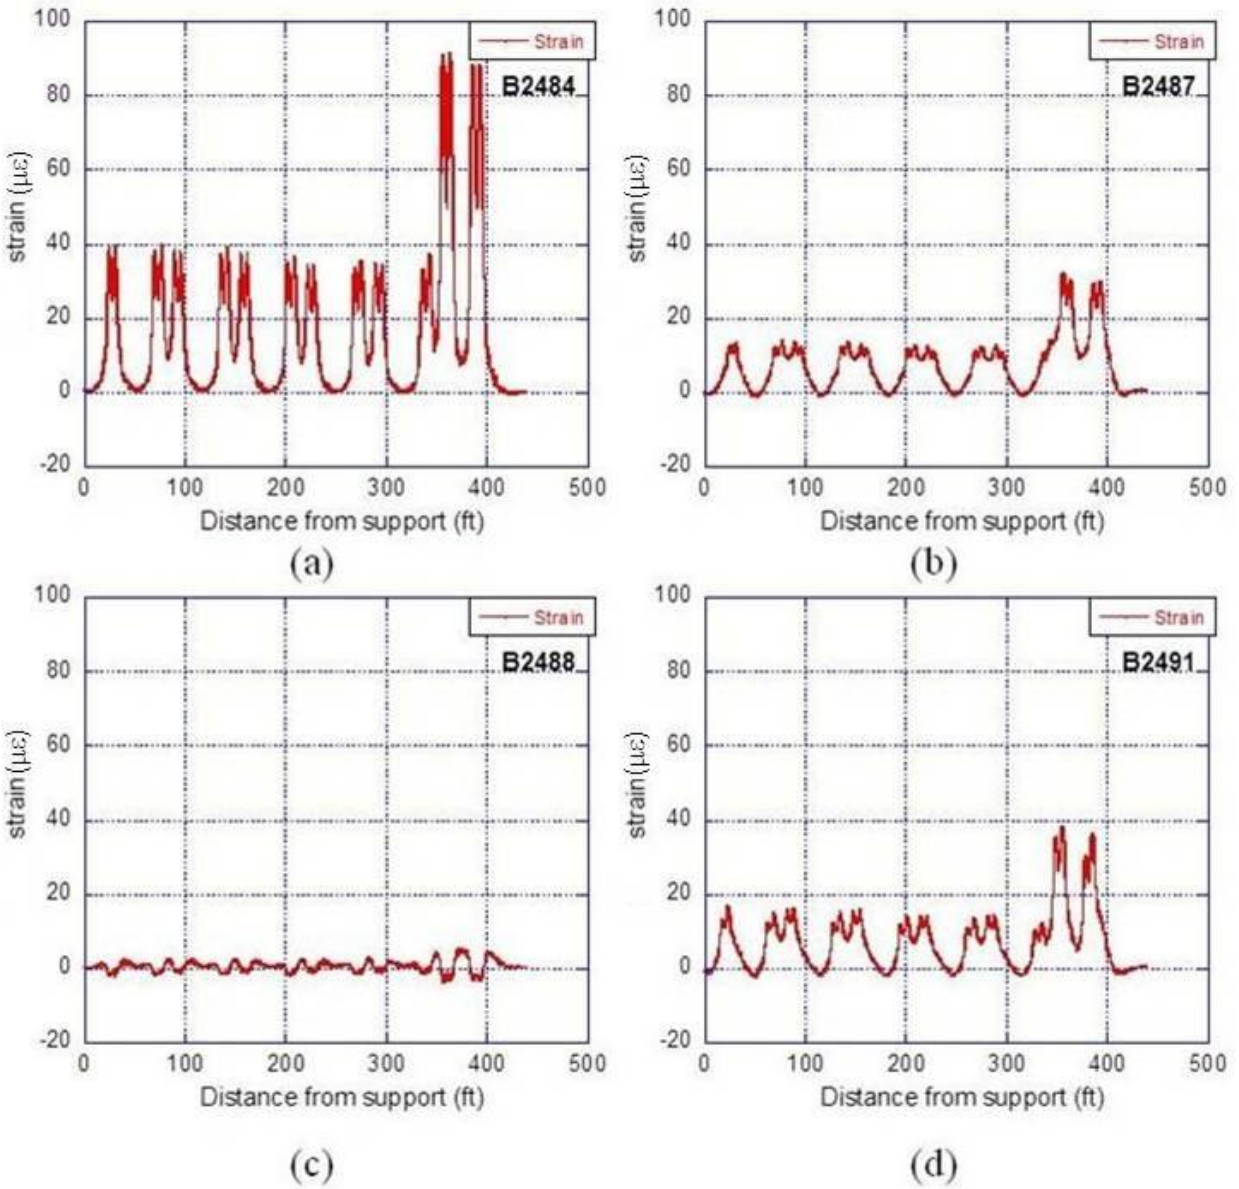 100
80
60
40
20
0
-20
strain (με)
Strain
B2484
0 100 200 300 400 500
Distance from support (ft)
(a)
100
80
60
40
20
0
-20
strain(με)
Strain
B2487
0 100 200 300 400 500
Distance from support (ft)
(b)
100
80
60
40
20
0
-20
strain(με)
Strain
B2488
0 100 200 300 400 500
Distance from support (ft)
(c)
100
80
60
40
20
0
-20
strain(με)
Strain
B2491
0 100 200 300 400 500
Distance from support (ft)
(d)